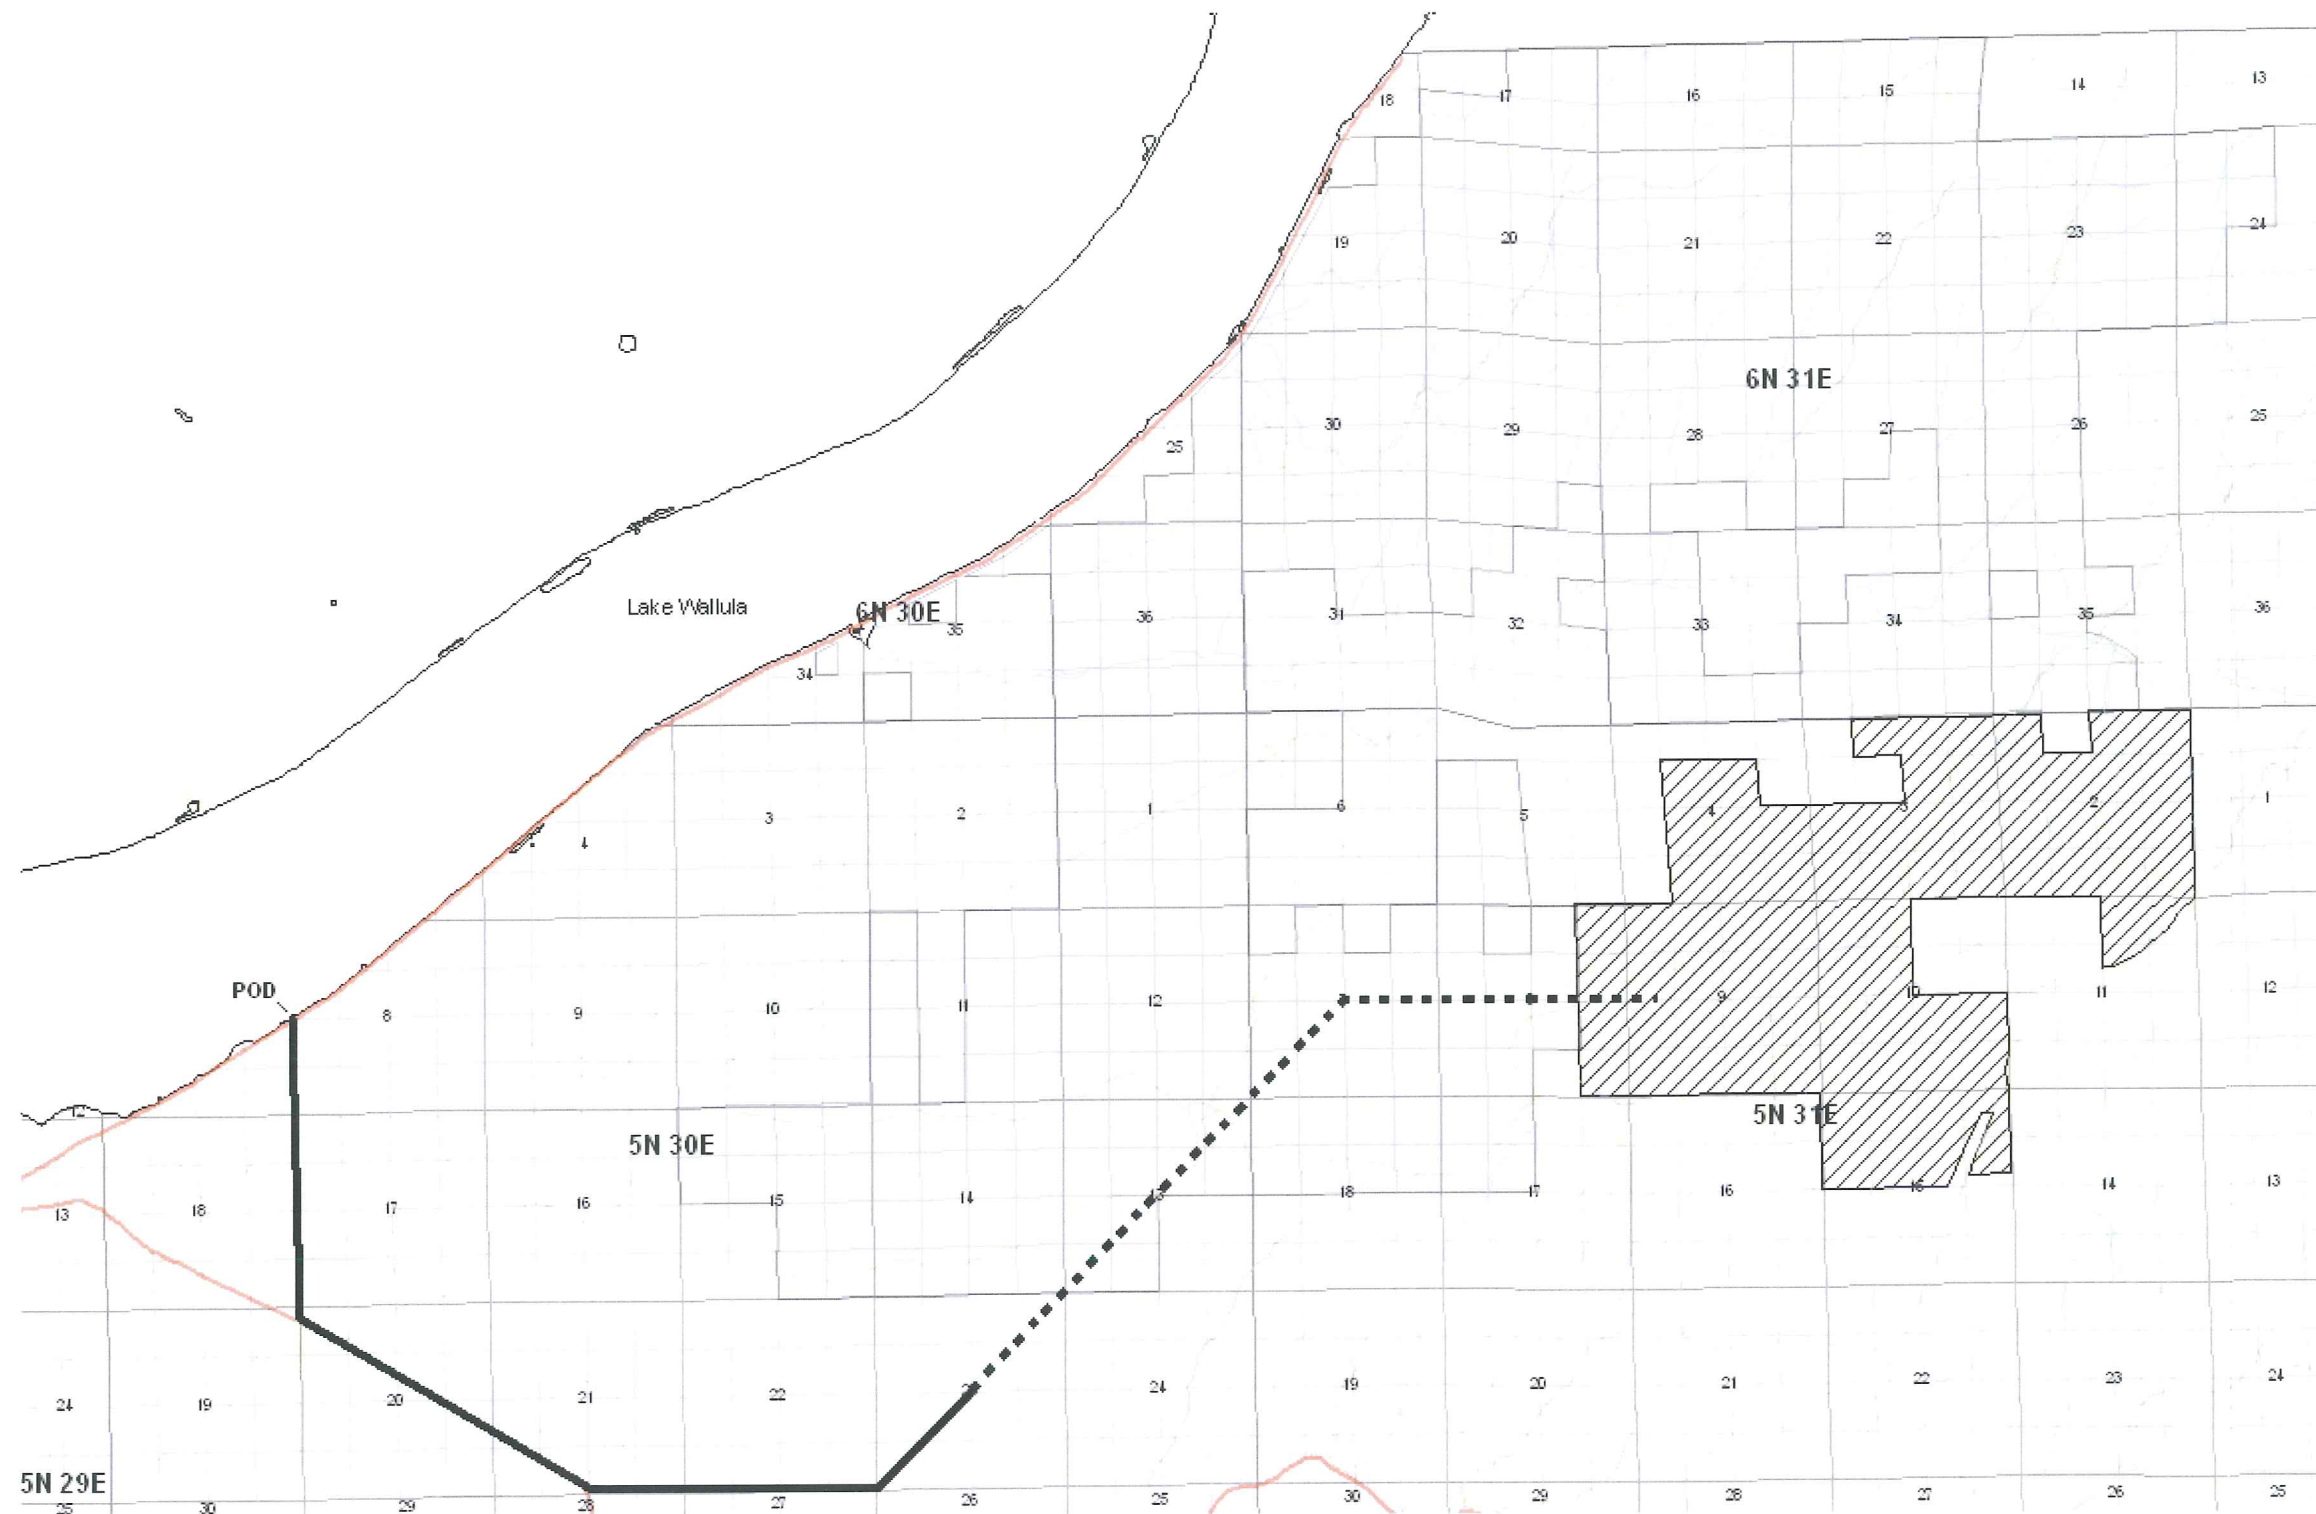 18 17 16 15 14 13
19 20 21 22 23 24
6N 31E
25 30 29 28 27 26 25
Lake Wallula
6N 30E
34 35 36 31 32 33 34 35 36
4 3 2 1 6 5 4 3 2 1
POD
8 9 10 11 12 7 9 10 11 12
12
5N 30E
5N 31E
13 18 17 16 15 14 13 18 17 16 15 14 13
24 19 20 21 22 24 19 20 21 22 23 24
5N 29E
25 30 29 28 27 26 25 30 29 28 27 26 25